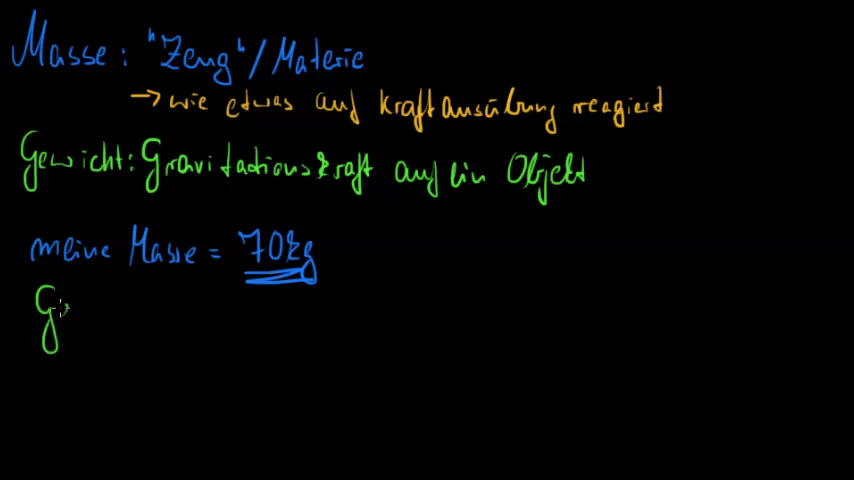 Masse: "Zeug"/Materie
→ wie etwas auf Kraftausübung reagiert
Gewicht: Gravitationskraft auf ein Objekt
meine Masse = 70kg
G